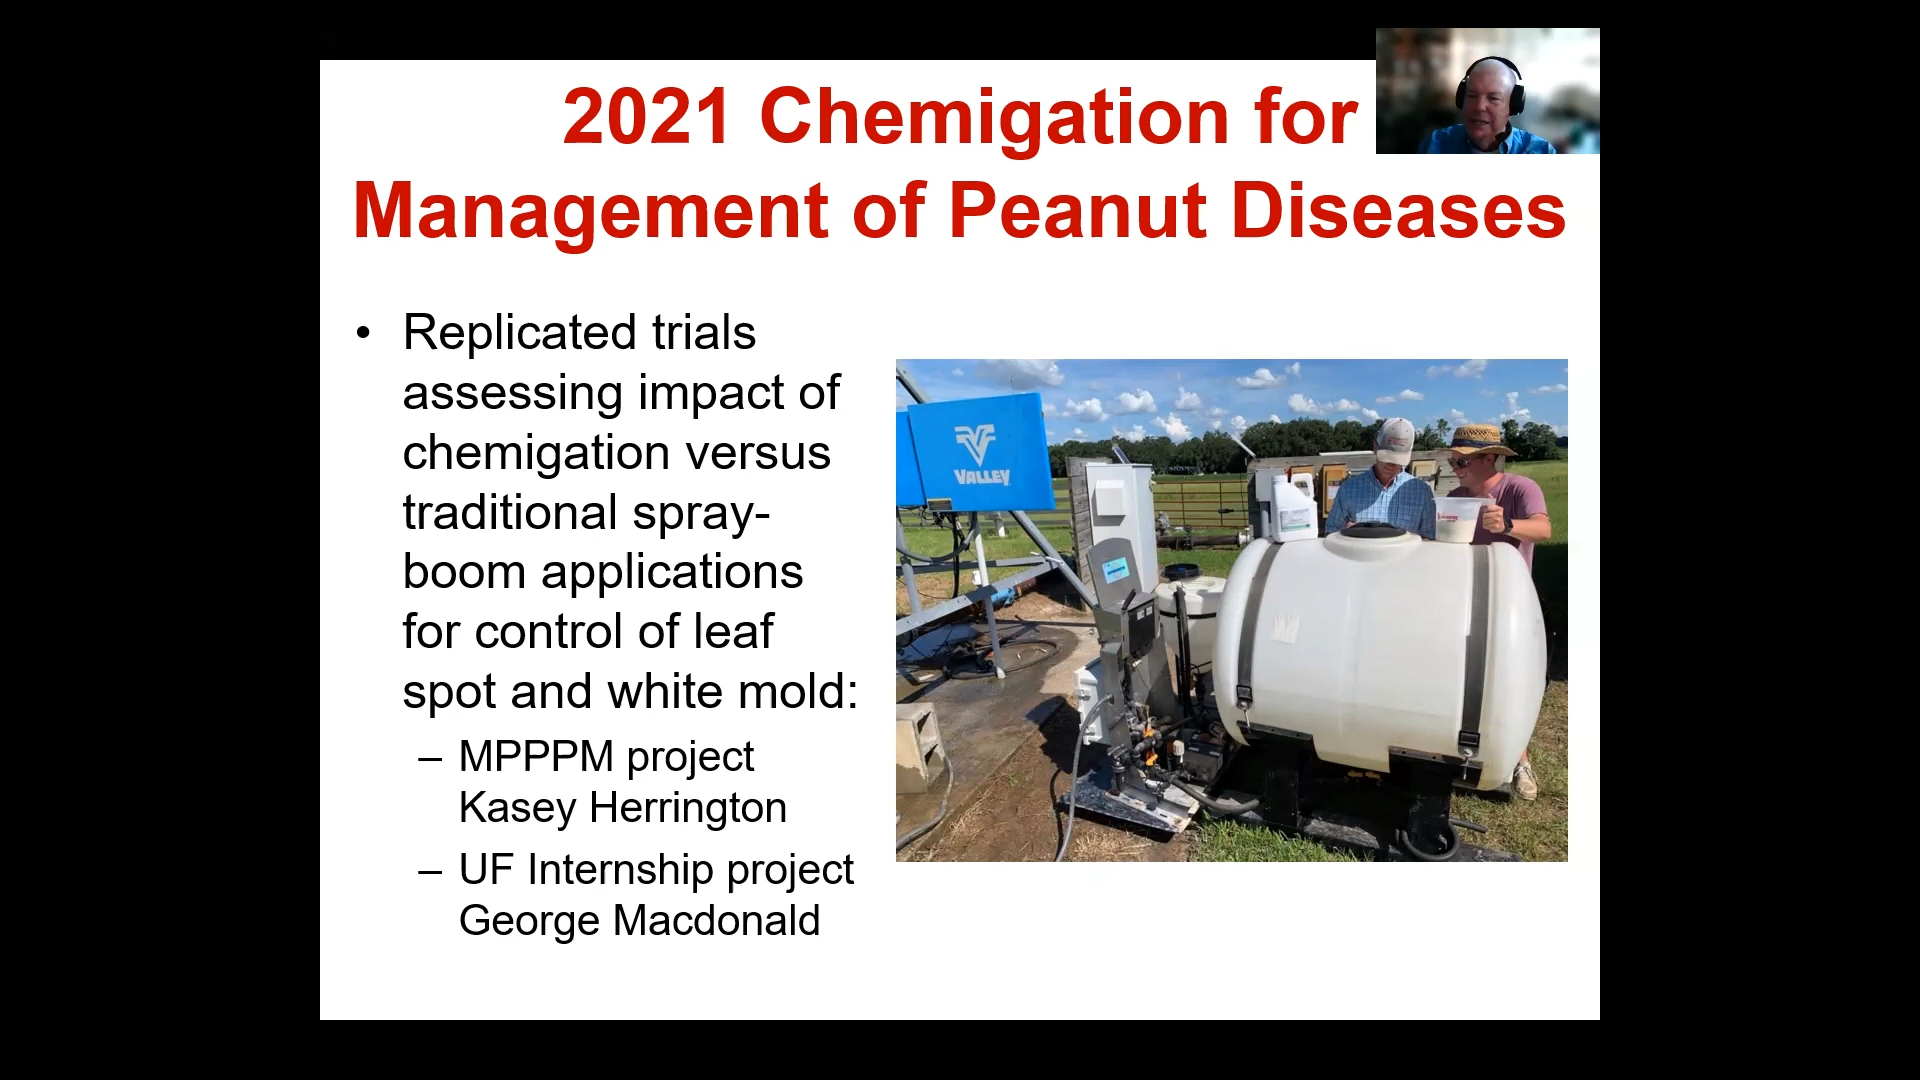 2021 Chemigation for
Management of Peanut Diseases
• Replicated trials
assessing impact of
chemigation versus
traditional spray-
boom applications
for control of leaf
spot and white mold:
– MPPPM project
Kasey Herrington
– UF Internship project
George Macdonald
VALLEY